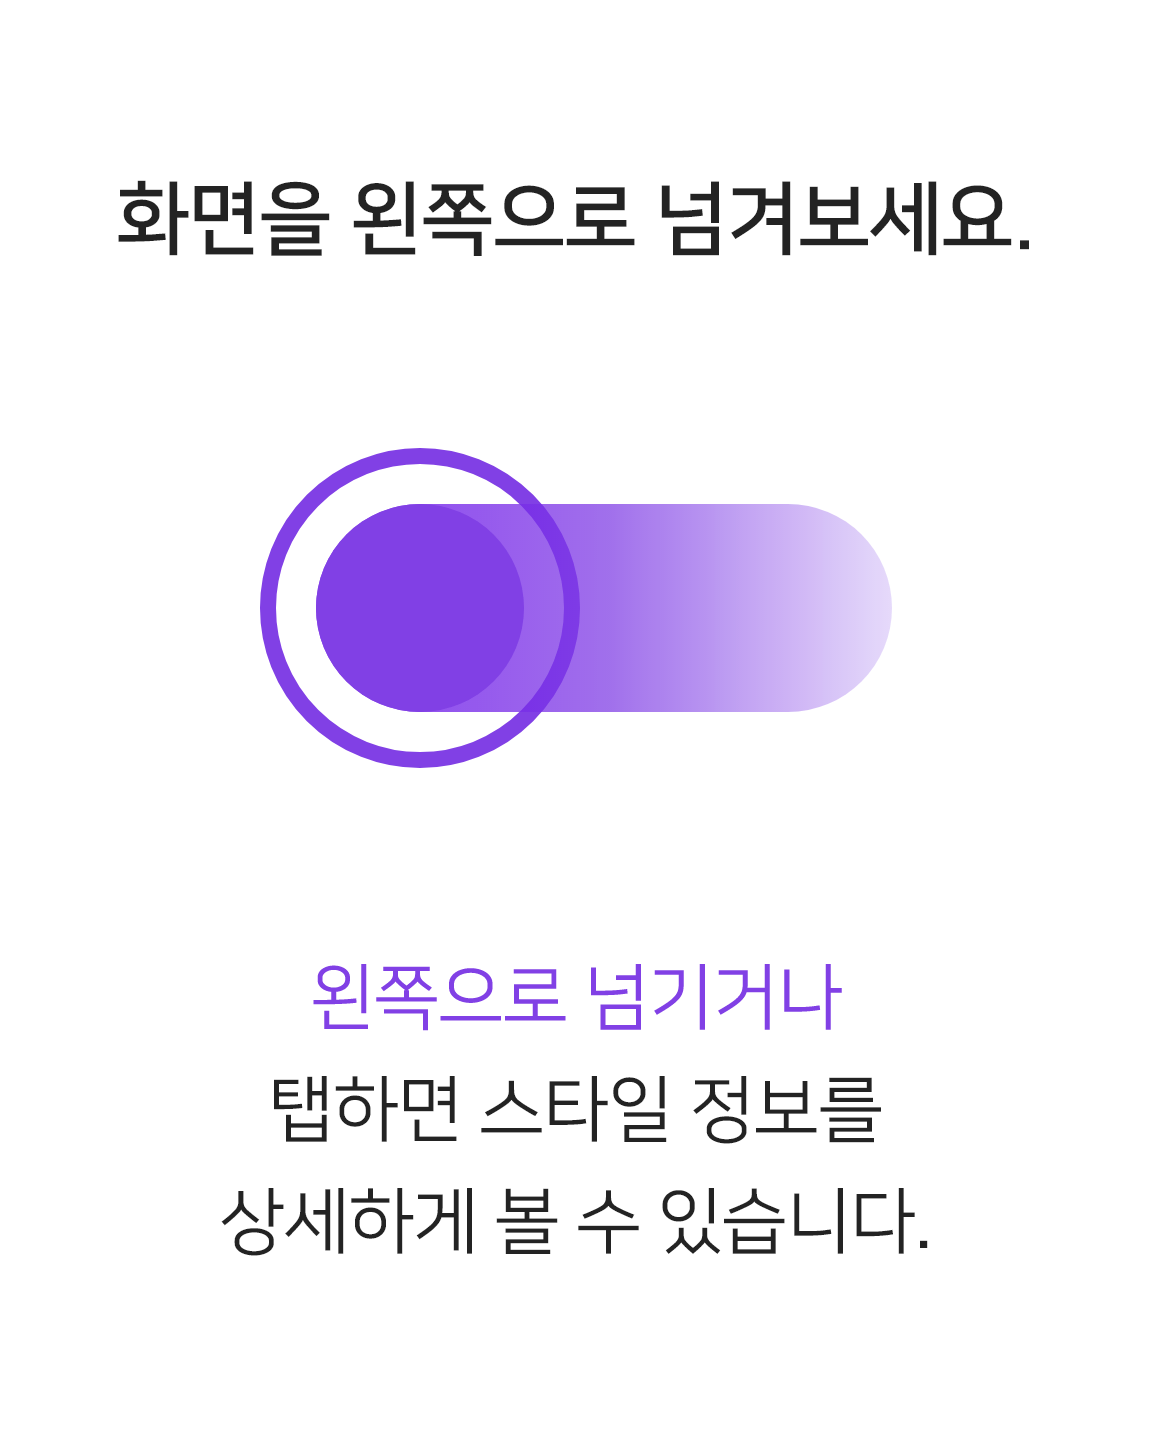 화면을 왼쪽으로 넘겨보세요.
왼쪽으로 넘기거나
탭하면 스타일 정보를
상세하게 볼 수 있습니다.